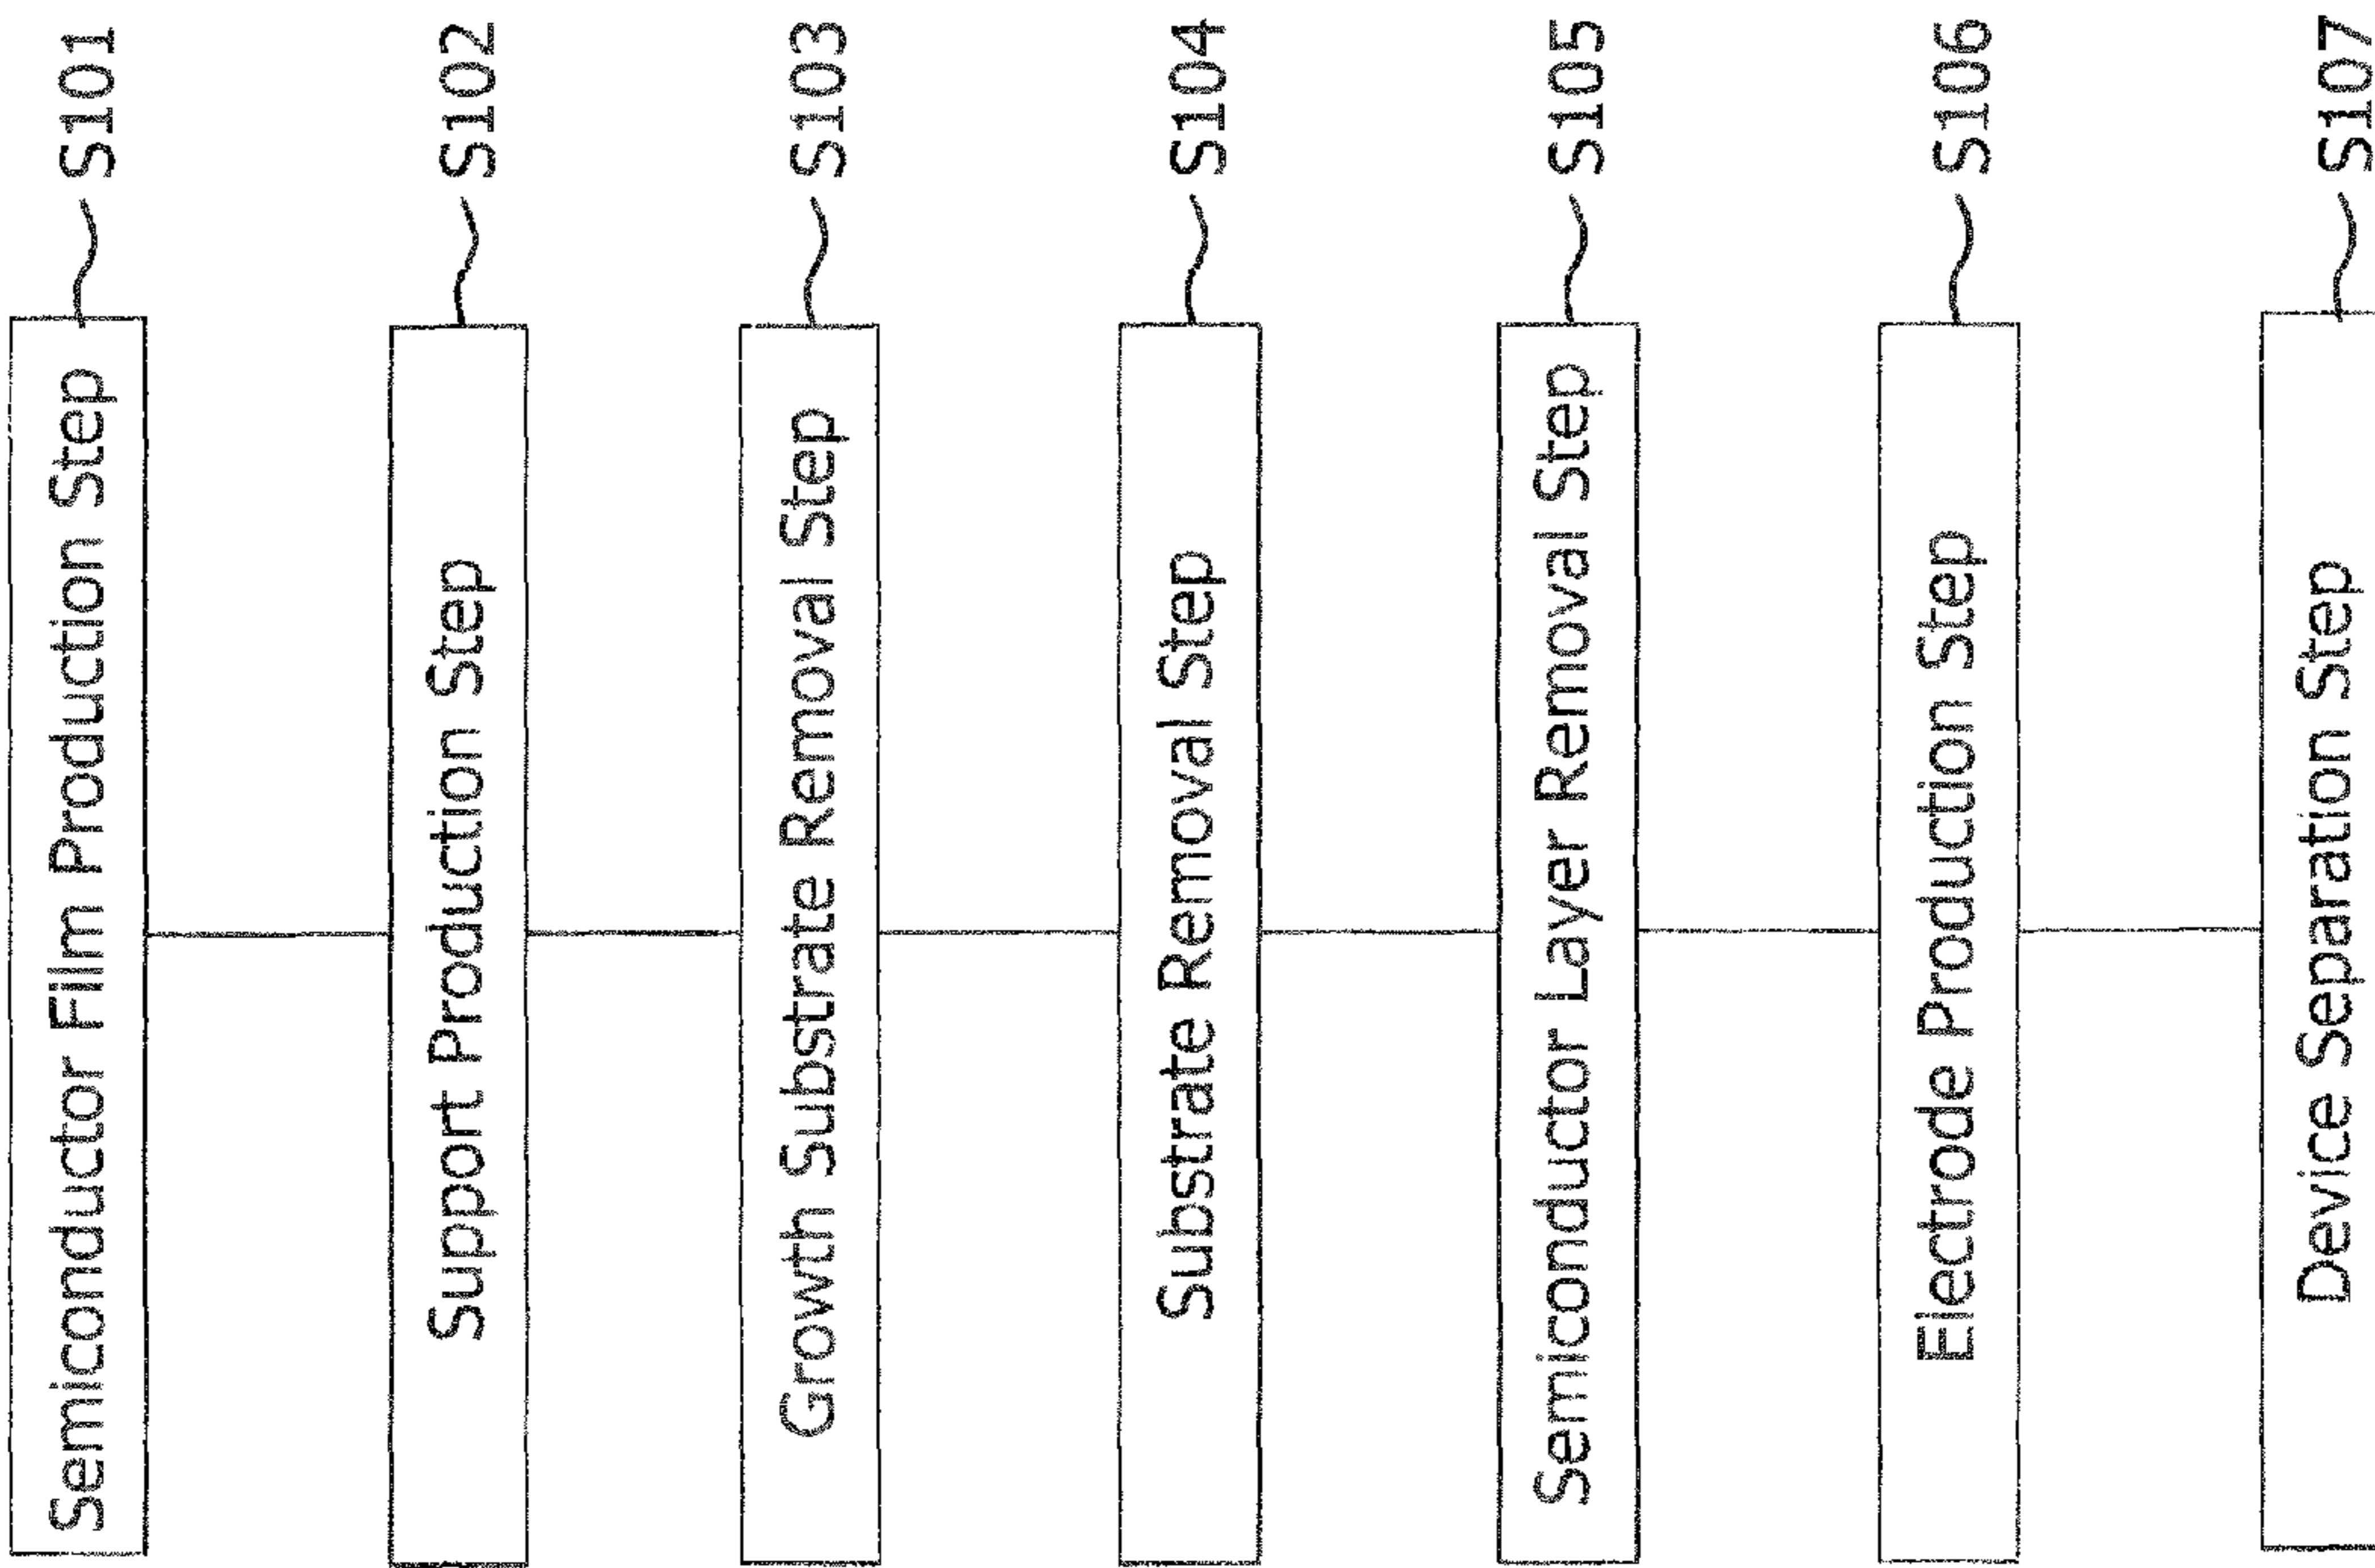 Semiconductor Film Production Step
S101
Support Production Step
S102
Growth Substrate Removal Step
S103
Substrate Removal Step
S104
Semiconductor Layer Removal Step
S105
Electrode Production Step
S106
Device Separation Step
S107